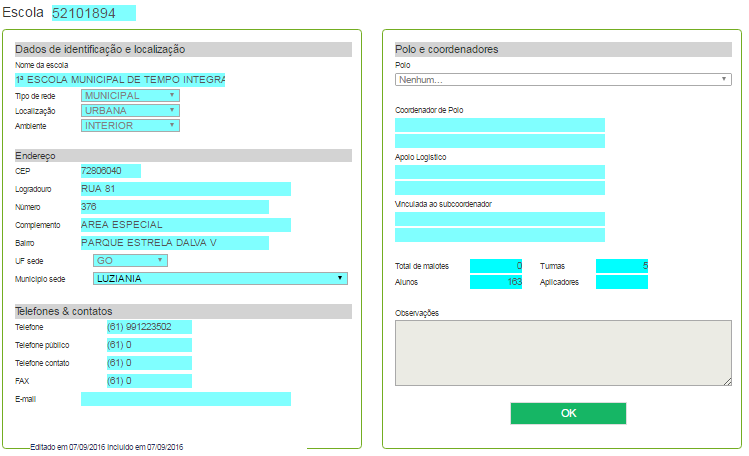 Escola 52101894
Dados de identificação e localização
Nome da escola
1ª ESCOLA MUNICIPAL DE TEMPO INTEGRA
Tipo de rede MUNICIPAL
Localização URBANA
Ambiente INTERIOR
Endereço
CEP 72806040
Logradouro RUA 81
Número 376
Complemento AREA ESPECIAL
Bairro PARQUE ESTRELA DALVA V
UF sede GO
Município sede LUZIANIA
Telefones & contatos
Telefone (61) 991223502
Telefone público (61) 0
Telefone contato (61) 0
FAX (61) 0
E-mail
Editado em 07/09/2016 Incluído em 07/09/2016
Polo e coordenadores
Polo
Nenhum...
Coordenador de Polo
Apoio Logístico
Vinculada ao subcoordenador
Total de malotes 0 Turmas 5
Alunos 163 Aplicadores
Observações
OK